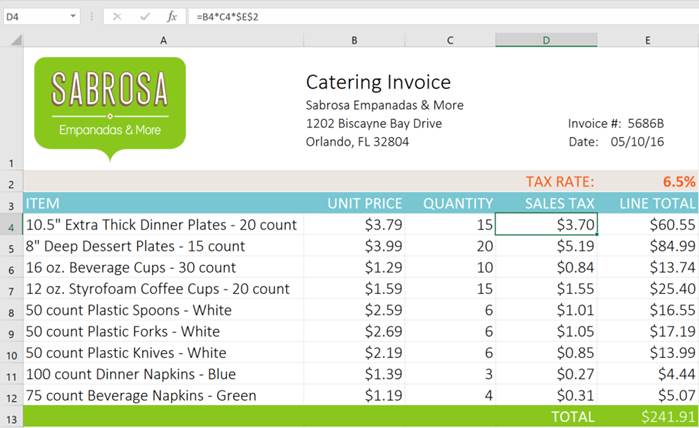 D4 fx =B4*C4*$E$2
A B C D E
SABROSA
Empanadas & More
Catering Invoice
Sabrosa Empanadas & More
1202 Biscayne Bay Drive
Orlando, FL 32804
Invoice #: 5686B
Date: 05/10/16
1
2 TAX RATE: 6.5%
3 ITEM UNIT PRICE QUANTITY SALES TAX LINE TOTAL
4 10.5" Extra Thick Dinner Plates - 20 count $3.79 15 $3.70 $60.55
5 8" Deep Dessert Plates - 15 count $3.99 20 $5.19 $84.99
6 16 oz. Beverage Cups - 30 count $1.29 10 $0.84 $13.74
7 12 oz. Styrofoam Coffee Cups - 20 count $1.59 15 $1.55 $25.40
8 50 count Plastic Spoons - White $2.59 6 $1.01 $16.55
9 50 count Plastic Forks - White $2.69 6 $1.05 $17.19
10 50 count Plastic Knives - White $2.19 6 $0.85 $13.99
11 100 count Dinner Napkins - Blue $1.39 3 $0.27 $4.44
12 75 count Beverage Napkins - Green $1.19 4 $0.31 $5.07
13 TOTAL $241.91